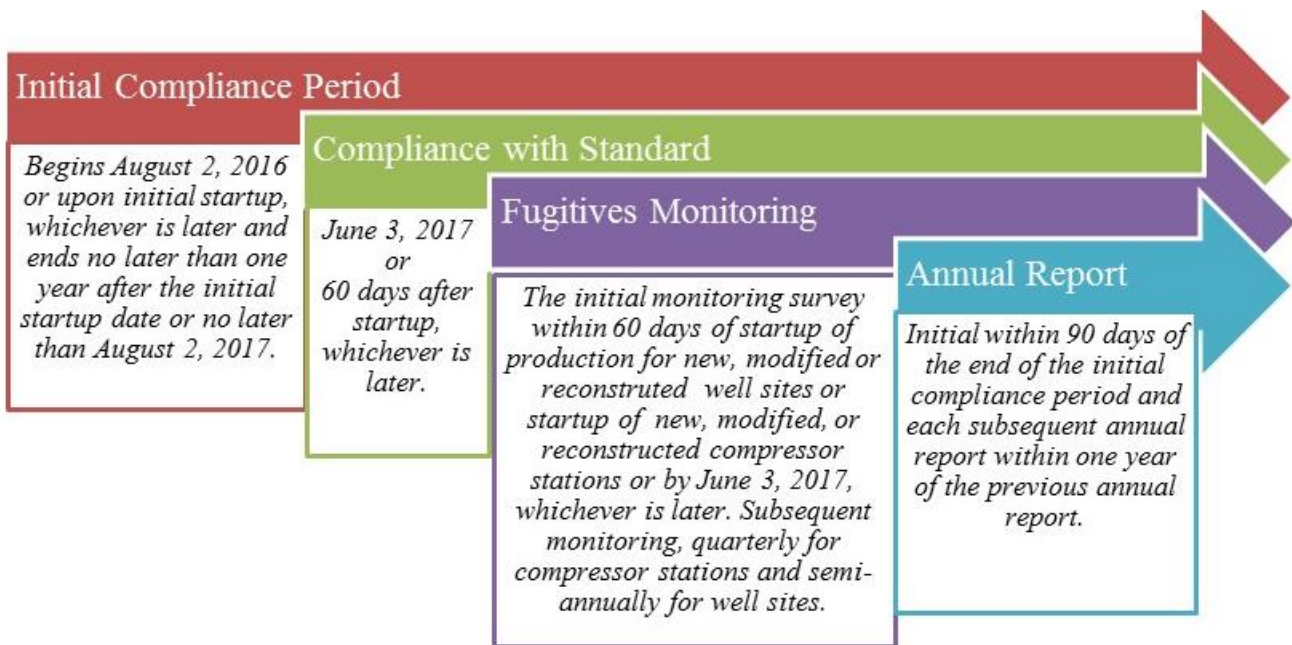 Initial Compliance Period
Begins August 2, 2016
or upon initial startup,
whichever is later and
ends no later than one
year after the initial
startup date or no later
than August 2, 2017.
Compliance with Standard
June 3, 2017
or
60 days after
startup,
whichever is
later.
Fugitives Monitoring
The initial monitoring survey
within 60 days of startup of
production for new, modified or
reconstruted well sites or
startup of new, modified, or
reconstructed compressor
stations or by June 3, 2017,
whichever is later. Subsequent
monitoring, quarterly for
compressor stations and semi-
annually for well sites.
Annual Report
Initial within 90 days of
the end of the initial
compliance period and
each subsequent annual
report within one year
of the previous annual
report.